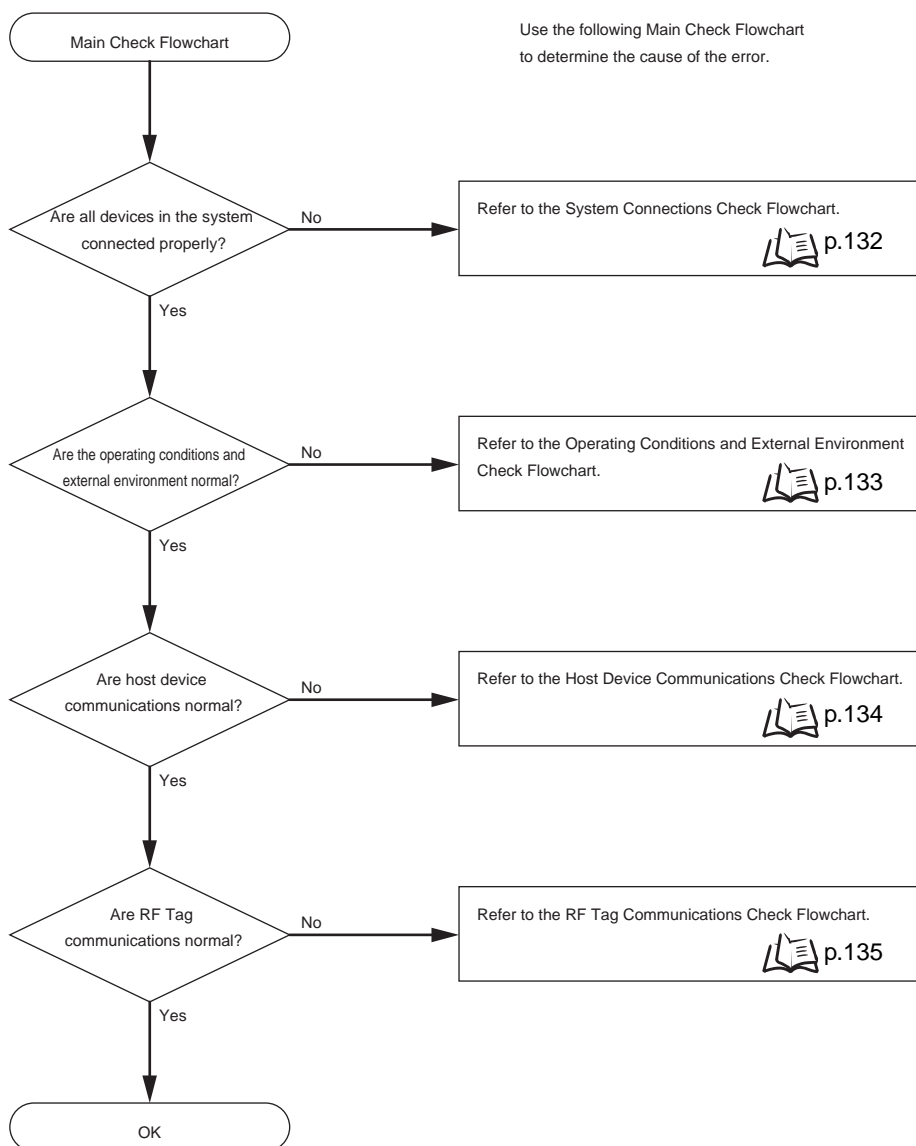 Main Check Flowchart
Use the following Main Check Flowchart
to determine the cause of the error.
Are all devices in the system
connected properly?
No
Refer to the System Connections Check Flowchart.
p.132
Yes
Are the operating conditions and
external environment normal?
No
Refer to the Operating Conditions and External Environment
Check Flowchart.
p.133
Yes
Are host device
communications normal?
No
Refer to the Host Device Communications Check Flowchart.
p.134
Yes
Are RF Tag
communications normal?
No
Refer to the RF Tag Communications Check Flowchart.
p.135
Yes
OK